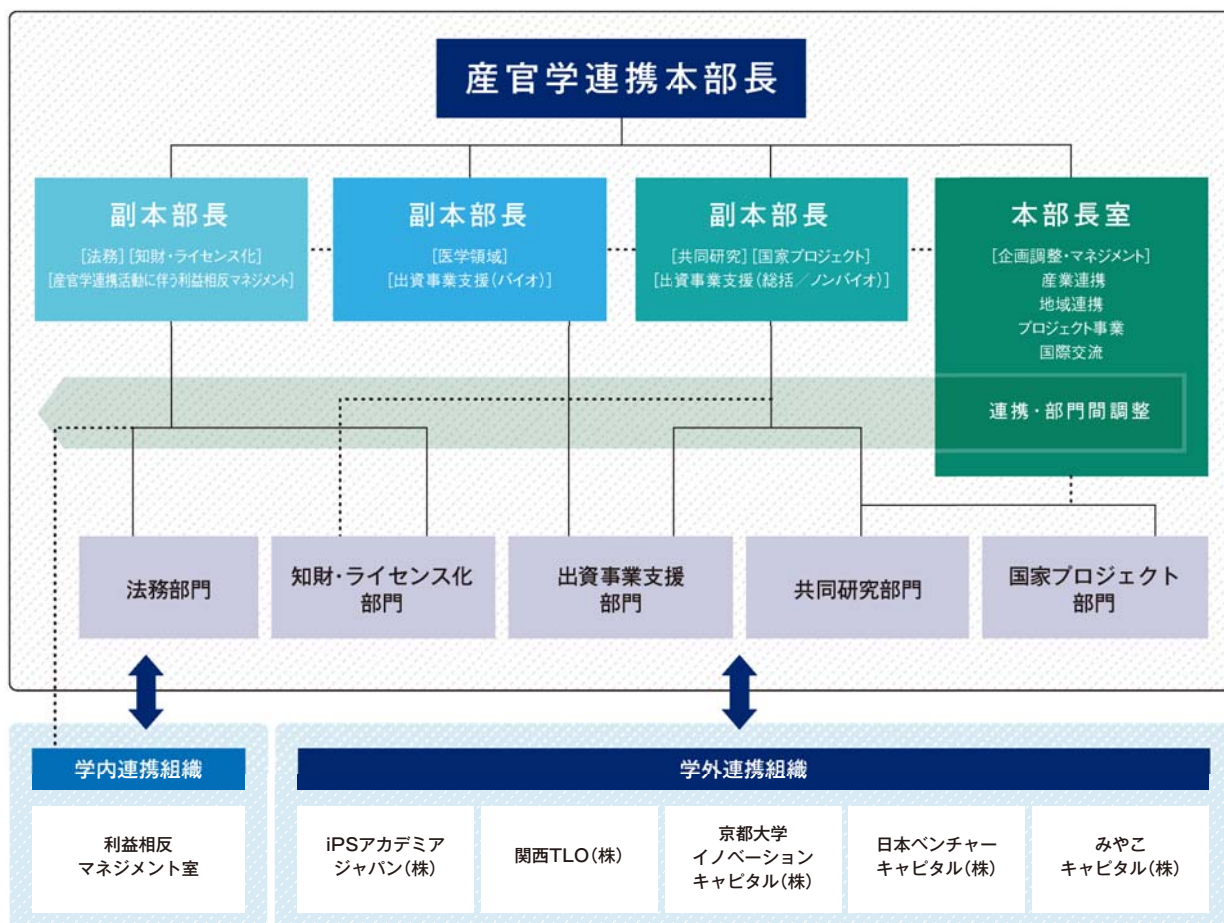 産官学連携本部長
副本部長
[法務][知財・ライセンス化]
[産官学連携活動に伴う利益相反マネジメント]
副本部長
[医学領域]
[出資事業支援(バイオ)]
副本部長
[共同研究][国家プロジェクト]
[出資事業支援(総括/ノンバイオ)]
本部長室
[企画調整・マネジメント]
産業連携
地域連携
プロジェクト事業
国際交流
連携・部門間調整
法務部門
知財・ライセンス化
部門
出資事業支援
部門
共同研究部門
国家プロジェクト
部門
学内連携組織
利益相反
マネジメント室
学外連携組織
iPSアカデミア
ジャパン(株)
関西TLO(株)
京都大学
イノベーション
キャピタル(株)
日本ベンチャー
キャピタル(株)
みやこ
キャピタル(株)